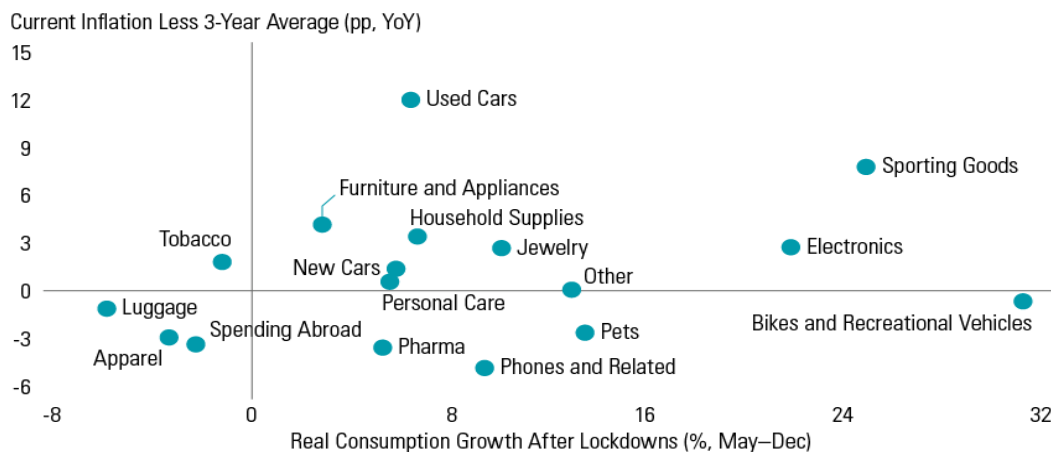 Current Inflation Less 3-Year Average (pp, YoY)
15
12
Used Cars
9
Sporting Goods
6
Furniture and Appliances
Household Supplies
Tobacco
3
Jewelry
Electronics
New Cars
Other
0
Personal Care
Luggage
Bikes and Recreational Vehicles
Spending Abroad
-3
Pharma
Pets
Apparel
Phones and Related
-6
-8 0 8 16 24 32
Real Consumption Growth After Lockdowns (%, May–Dec)